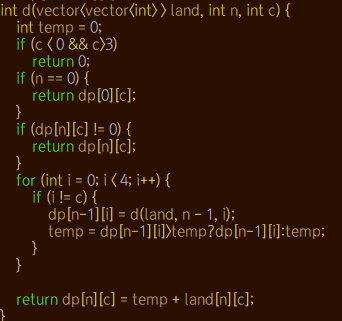 int d(vector<vector<int> > land, int n, int c) {
int temp = 0;
if (c < 0 && c>3)
return 0;
if (n == 0) {
return dp[0][c];
}
if (dp[n][c] != 0) {
return dp[n][c];
}
for (int i = 0; i < 4; i++) {
if (i != c) {
dp[n-1][i] = d(land, n - 1, i);
temp = dp[n-1][i]>temp?dp[n-1][i]:temp;
}
}
return dp[n][c] = temp + land[n][c];
}